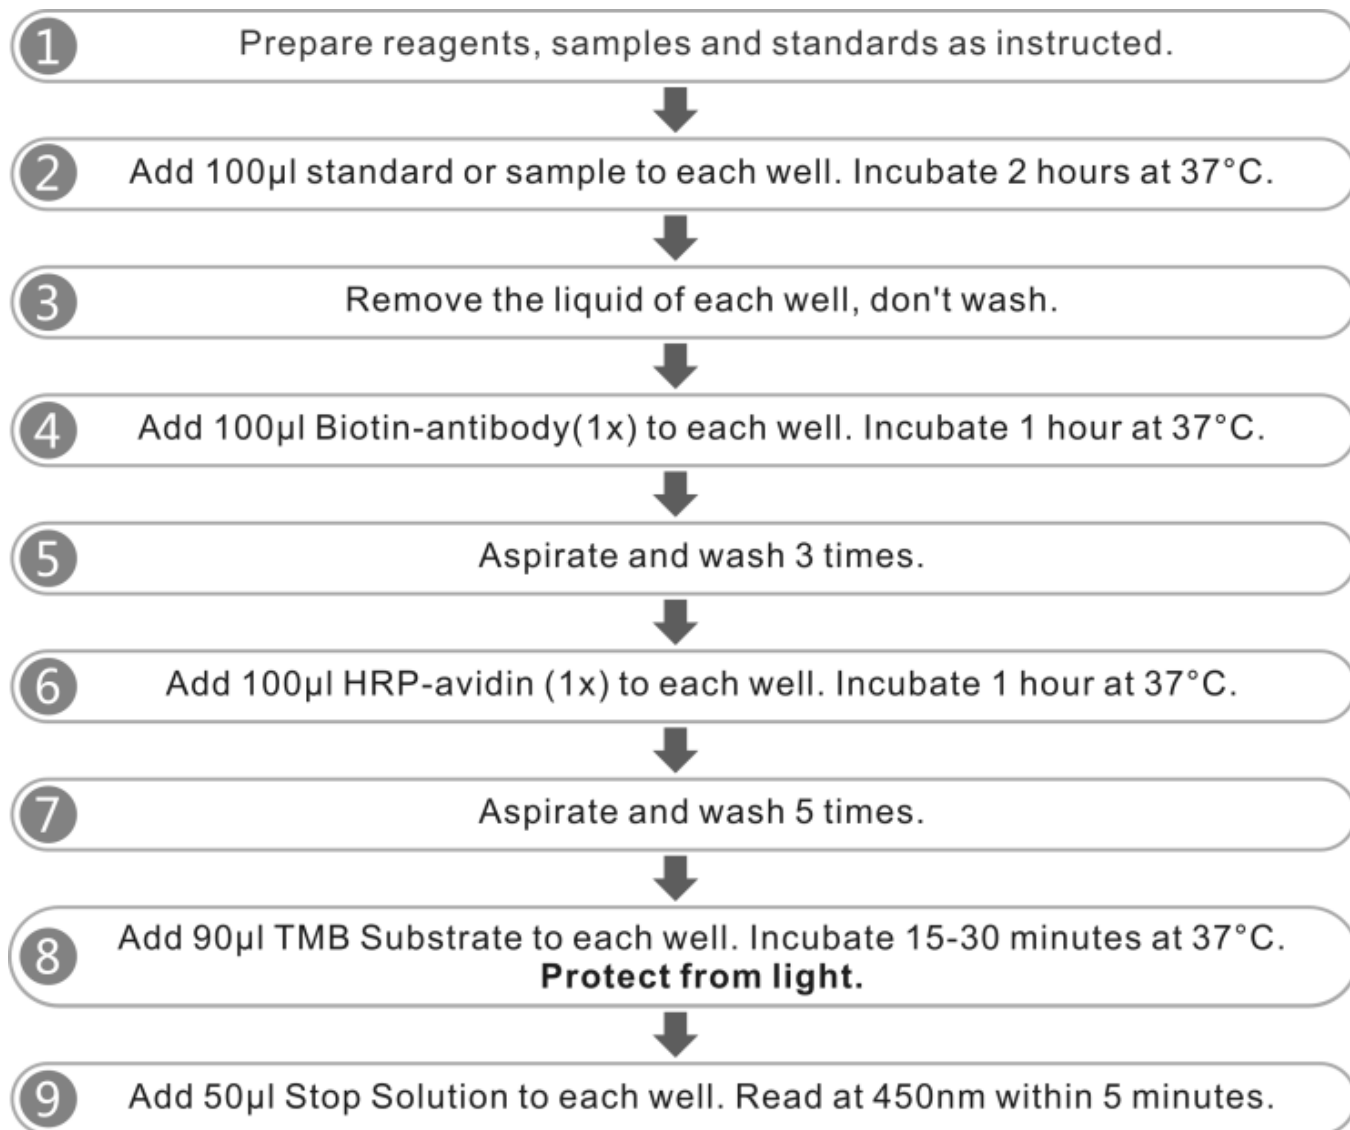 1 Prepare reagents, samples and standards as instructed.
2 Add 100μl standard or sample to each well. Incubate 2 hours at 37°C.
3 Remove the liquid of each well, don't wash.
4 Add 100μl Biotin-antibody(1x) to each well. Incubate 1 hour at 37°C.
5 Aspirate and wash 3 times.
6 Add 100μl HRP-avidin (1x) to each well. Incubate 1 hour at 37°C.
7 Aspirate and wash 5 times.
8 Add 90μl TMB Substrate to each well. Incubate 15-30 minutes at 37°C.
Protect from light.
9 Add 50μl Stop Solution to each well. Read at 450nm within 5 minutes.